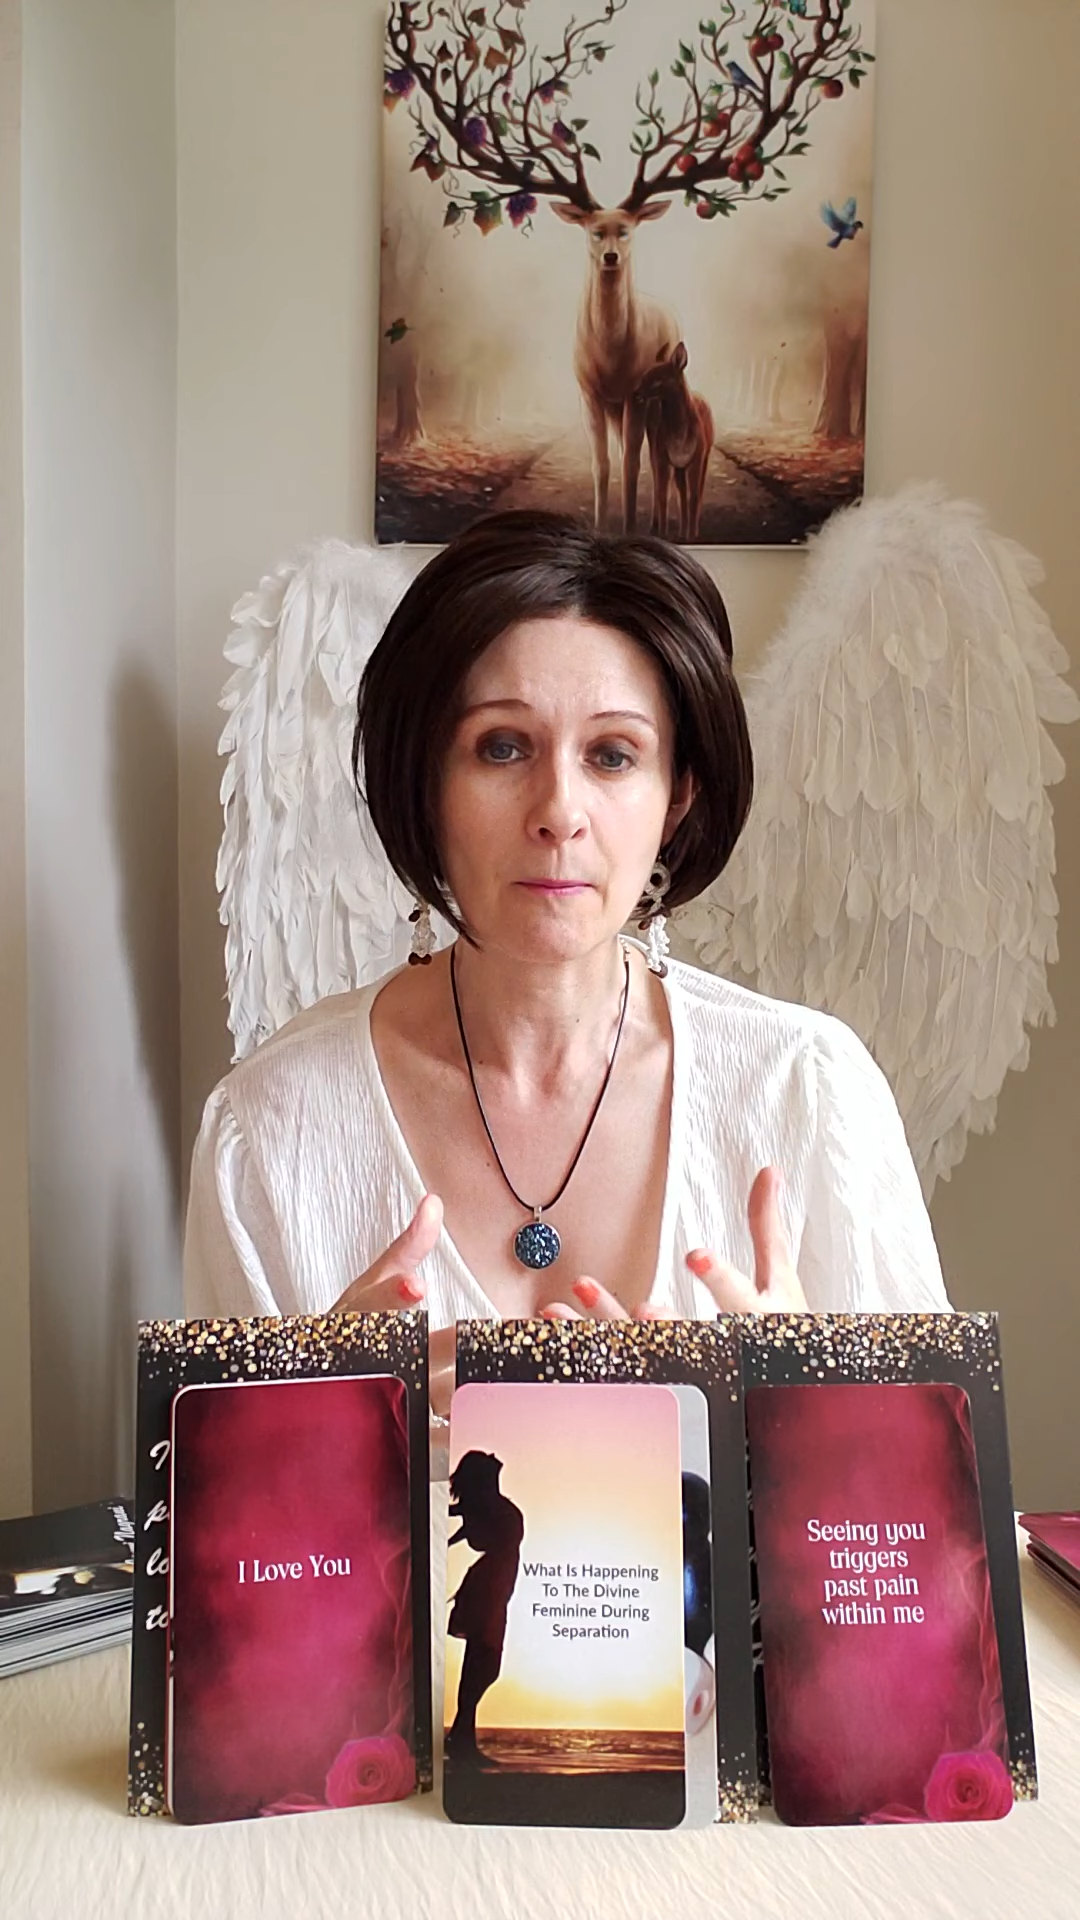 I Love You
What Is Happening
To The Divine
Feminine During
Separation
Seeing you
triggers
past pain
within me